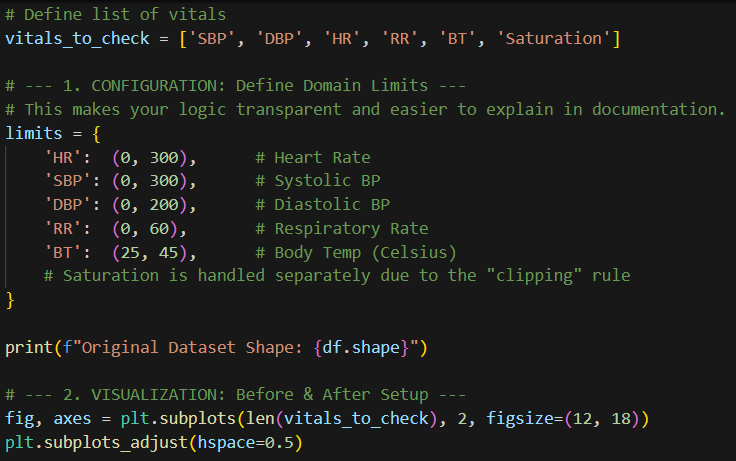 # Define list of vitals
vitals_to_check = ['SBP', 'DBP', 'HR', 'RR', 'BT', 'Saturation']
# --- 1. CONFIGURATION: Define Domain Limits ---
# This makes your logic transparent and easier to explain in documentation.
limits = {
    'HR':  (0, 300),      # Heart Rate
    'SBP': (0, 300),      # Systolic BP
    'DBP': (0, 200),      # Diastolic BP
    'RR':  (0, 60),       # Respiratory Rate
    'BT':  (25, 45),      # Body Temp (Celsius)
    # Saturation is handled separately due to the "clipping" rule
}
print(f"Original Dataset Shape: {df.shape}")
# --- 2. VISUALIZATION: Before & After Setup ---
fig, axes = plt.subplots(len(vitals_to_check), 2, figsize=(12, 18))
plt.subplots_adjust(hspace=0.5)